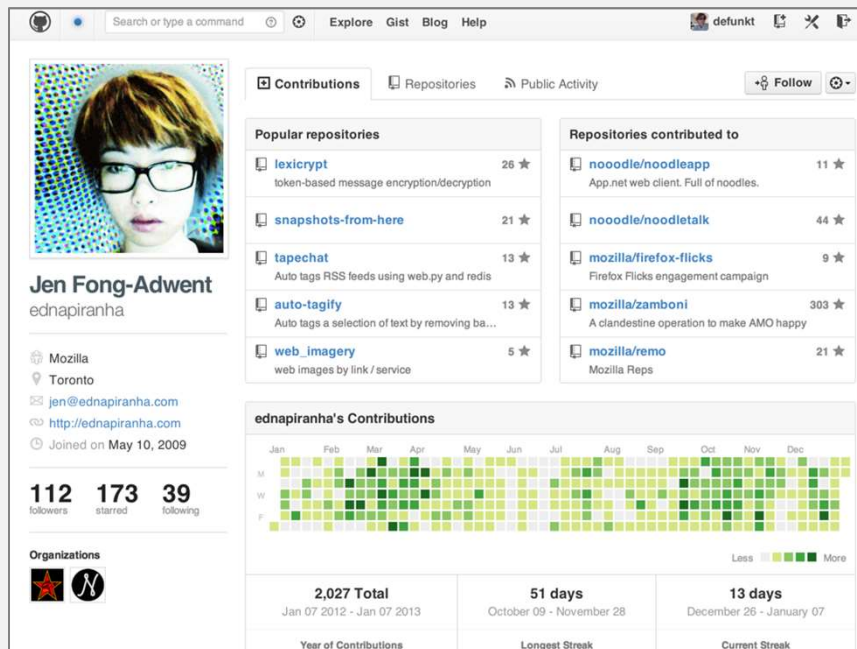 Search or type a command
Explore Gist Blog Help
defunkt
Contributions Repositories Public Activity
Follow
Jen Fong-Adwent
ednapiranha
Mozilla
Toronto
jen@ednapiranha.com
http://ednapiranha.com
Joined on May 10, 2009
112 173 39
followers starred following
Organizations
Popular repositories
lexicrypt 26
token-based message encryption/decryption
snapshots-from-here 21
tapechat 13
Auto tags RSS feeds using web.py and redis
auto-tagify 13
Auto tags a selection of text by removing ba…
web_imagery 5
web images by link / service
Repositories contributed to
nooodle/noodleapp 11
App.net web client. Full of noodles.
nooodle/noodletalk 44
mozilla/firefox-flicks 9
Firefox Flicks engagement campaign
mozilla/zamboni 303
A clandestine operation to make AMO happy
mozilla/remo 21
Mozilla Reps
ednapiranha's Contributions
Jan Feb Mar Apr May Jun Jul Aug Sep Oct Nov Dec
M
W
F
Less More
2,027 Total 51 days 13 days
Jan 07 2012 - Jan 07 2013 October 09 - November 28 December 26 - January 07
Year of Contributions Longest Streak Current Streak